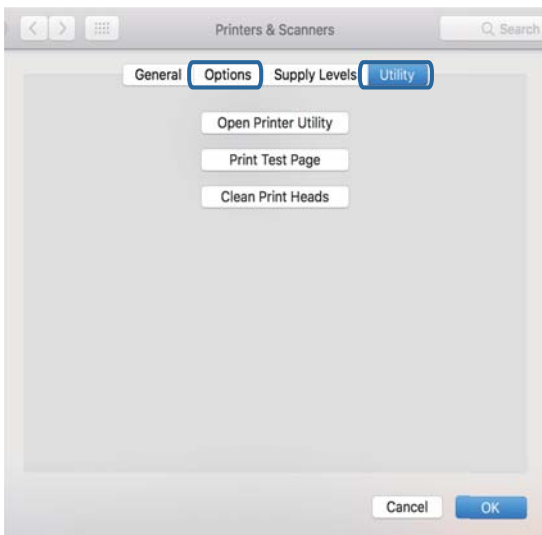 Printers & Scanners Search
General Options Supply Levels Utility
Open Printer Utility
Print Test Page
Clean Print Heads
Cancel OK